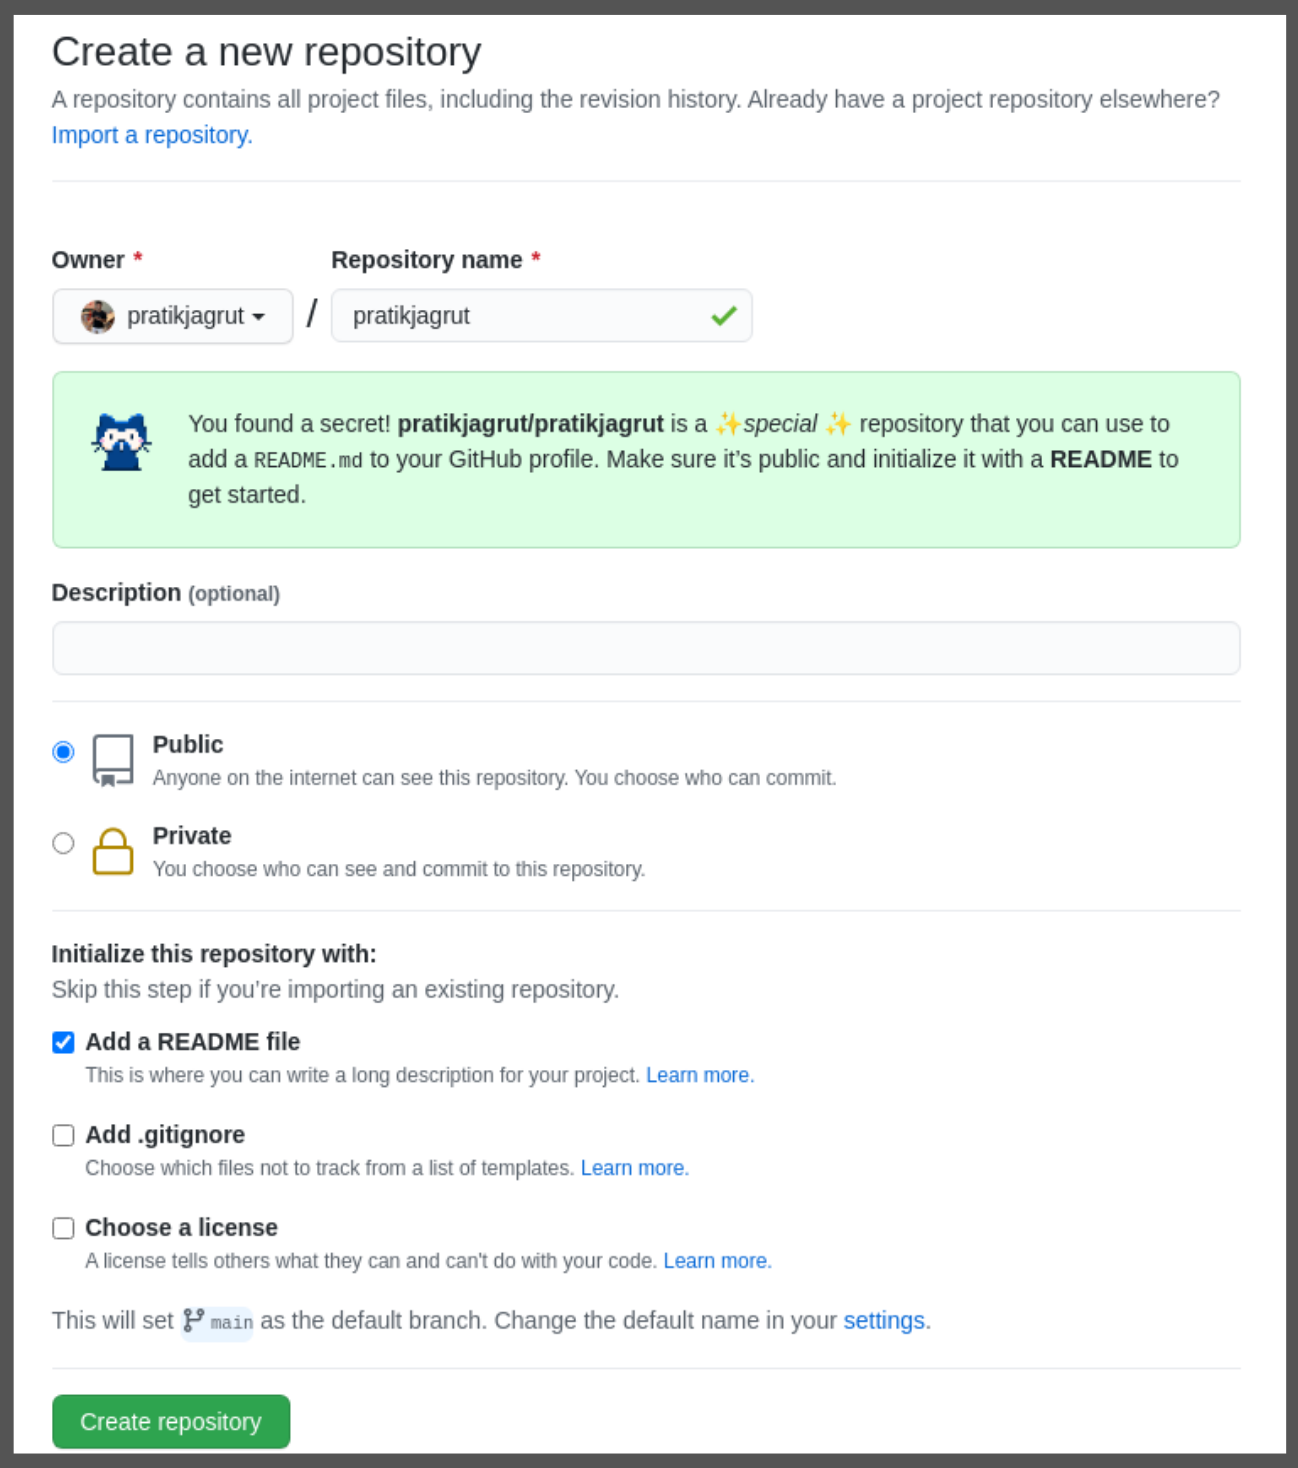 Create a new repository
A repository contains all project files, including the revision history. Already have a project repository elsewhere?
Import a repository.
Owner *
Repository name *
pratikjagrut
/
pratikjagrut
You found a secret! pratikjagrut/pratikjagrut is a ✨special ✨ repository that you can use to
add a README.md to your GitHub profile. Make sure it’s public and initialize it with a README to
get started.
Description (optional)
Public
Anyone on the internet can see this repository. You choose who can commit.
Private
You choose who can see and commit to this repository.
Initialize this repository with:
Skip this step if you’re importing an existing repository.
Add a README file
This is where you can write a long description for your project. Learn more.
Add .gitignore
Choose which files not to track from a list of templates. Learn more.
Choose a license
A license tells others what they can and can't do with your code. Learn more.
This will set main as the default branch. Change the default name in your settings.
Create repository